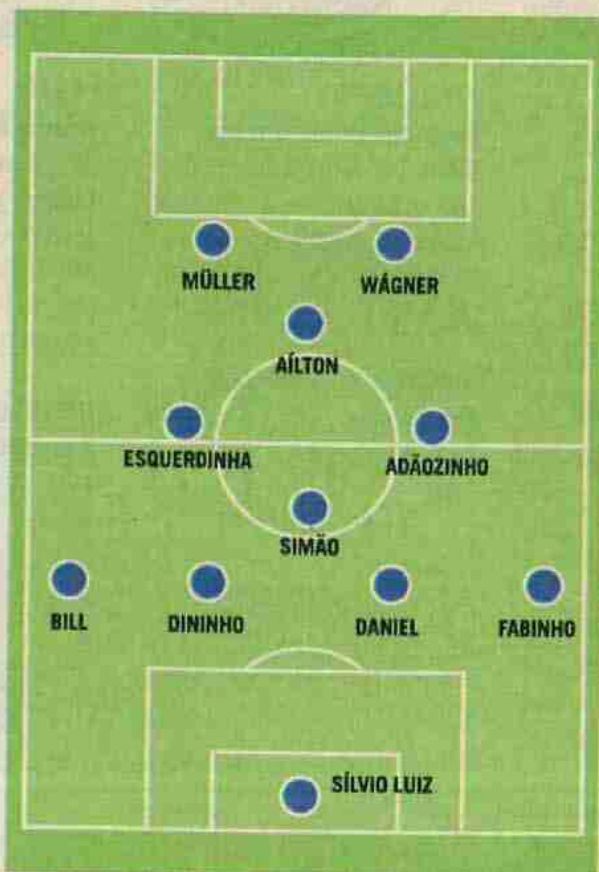 MÜLLER
WÁGNER
AÍLTON
ESQUERDINHA
ADÃOZINHO
SIMÃO
BILL
DININHO
DANIEL
FABINHO
SÍLVIO LUIZ